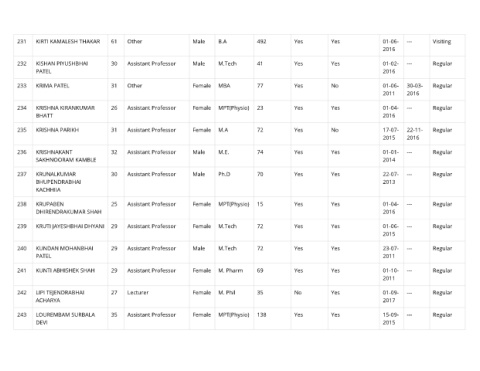 231 KIRTI KAMALESH THAKAR 61 Other Male B.A 492 Yes Yes 01-06- --- Visiting
2016
232 KISHAN PIYUSHBHAI 30 Assistant Professor Male M.Tech 41 Yes Yes 01-02- --- Regular
PATEL 2016
233 KRIMA PATEL 31 Other Female MBA 77 Yes No 01-06- 30-03- Regular
2011 2016
234 KRISHNA KIRANKUMAR 26 Assistant Professor Female MPT(Physio) 23 Yes Yes 01-04- --- Regular
BHATT 2016
235 KRISHNA PARIKH 31 Assistant Professor Female M.A 72 Yes No 17-07- 22-11- Regular
2015 2016
236 KRISHNAKANT 32 Assistant Professor Male M.E. 74 Yes Yes 01-01- --- Regular
SAKHNOORAM KAMBLE 2014
237 KRUNALKUMAR 30 Assistant Professor Male Ph.D 70 Yes Yes 22-07- --- Regular
BHUPENDRABHAI 2013
KACHHIA
238 KRUPABEN 25 Assistant Professor Female MPT(Physio) 15 Yes Yes 01-04- --- Regular
DHIRENDRAKUMAR SHAH 2016
239 KRUTI JAYESHBHAI DHYANI 29 Assistant Professor Female M.Tech 72 Yes Yes 01-06- --- Regular
2015
240 KUNDAN MOHANBHAI 29 Assistant Professor Male M.Tech 72 Yes Yes 23-07- --- Regular
PATEL 2011
241 KUNTI ABHISHEK SHAH 29 Assistant Professor Female M. Pharm 69 Yes Yes 01-10- --- Regular
2011
242 LIPI TEJENDRABHAI 27 Lecturer Female M. Phil 35 No Yes 01-09- --- Regular
ACHARYA 2017
243 LOUREMBAM SURBALA 35 Assistant Professor Female MPT(Physio) 138 Yes Yes 15-09- --- Regular
DEVI 2015